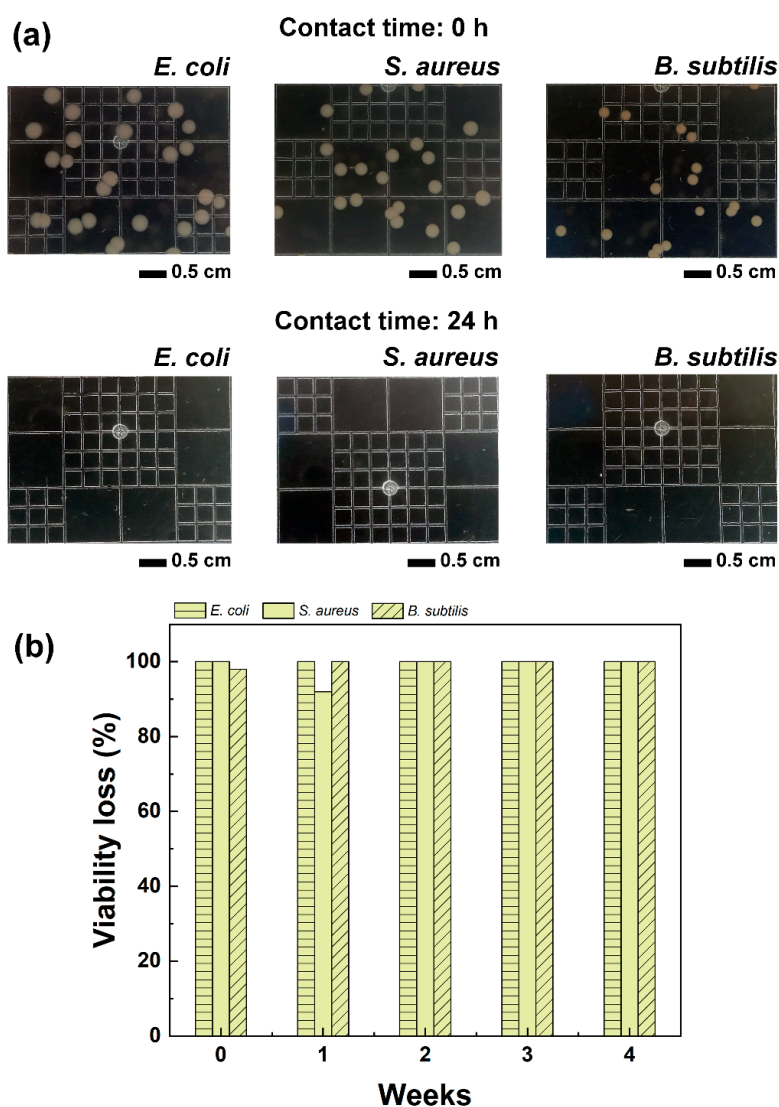 (a)
Contact time: 0 h
E. coli S. aureus B. subtilis
0.5 cm 0.5 cm 0.5 cm
Contact time: 24 h
E. coli S. aureus B. subtilis
0.5 cm 0.5 cm 0.5 cm
(b)
E. coli S. aureus B. subtilis
Viability loss (%)
100
80
60
40
20
0
0 1 2 3 4
Weeks